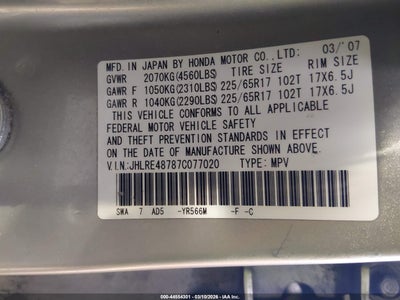 MFD. IN JAPAN BY HONDA MOTOR CO., LTD: 03/'07
GVWR 2070KG(4560LBS) TIRE SIZE RIM SIZE
GAWR F 1050KG(2310LBS) 225/65R17 102T 17X6.5J
GAWR R 1040KG(2290LBS) 225/65R17 102T 17X6.5J
THIS VEHICLE CONFORMS TO ALL APPLICABLE
FEDERAL MOTOR VEHICLE SAFETY
AND THEFT PREVENTION STANDARDS IN EFFECT
ON THE DATE OF MANUFACTURE SHOWN ABOVE.
V.I.N:JHLRE48787C077020 TYPE: MPV
SWA 7 AD5 -YR566M -F -C
000-44554301 - 03/10/2026 - IAA Inc.